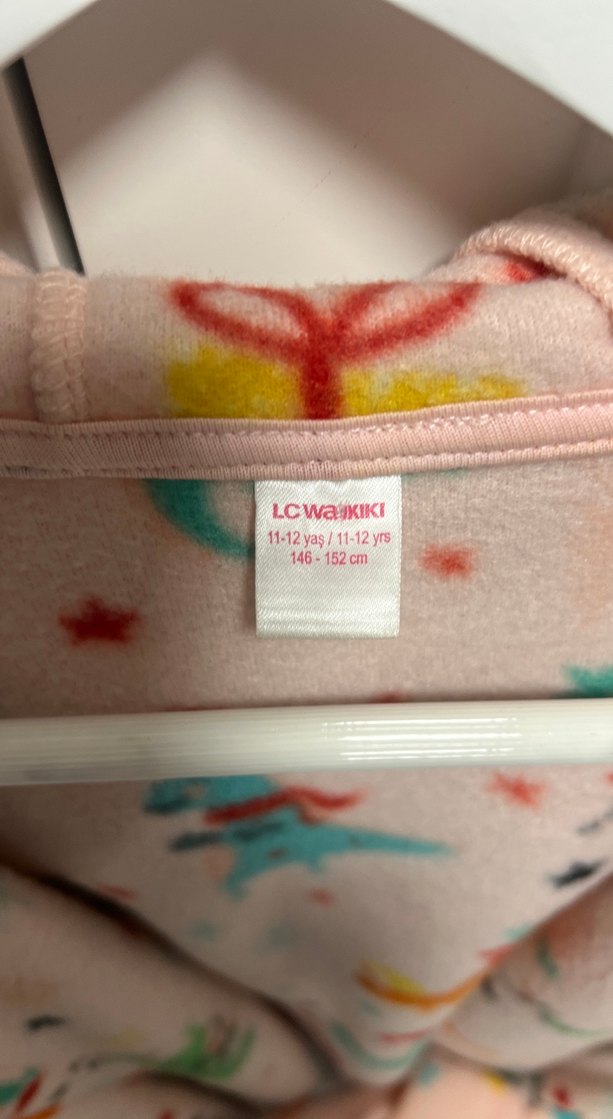 LC WAIKIKI
11-12 yaş / 11-12 yrs
146 - 152 cm